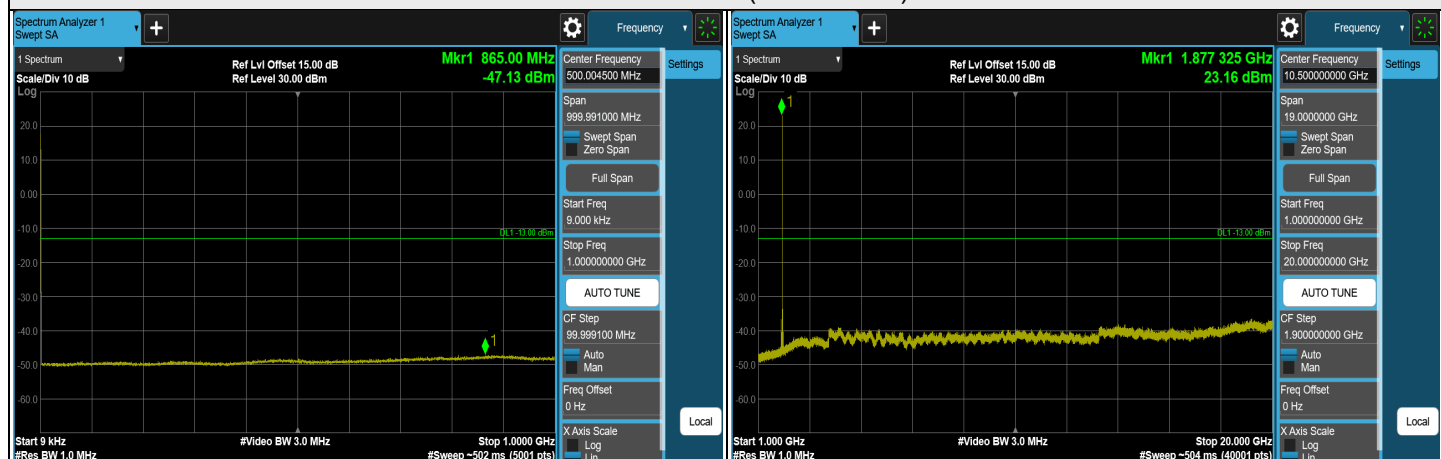 Spectrum Analyzer 1
Swept SA
+
Frequency
1 Spectrum
Scale/Div 10 dB
Log
Ref Lvl Offset 15.00 dB
Ref Level 30.00 dBm
Mkr1 865.00 MHz
-47.13 dBm
1
20.0
10.0
0.00
-10.0
-20.0
-30.0
-40.0
-50.0
-60.0
DL1 -13.00 dBm
Start 9 kHz
#Res BW 1.0 MHz
#Video BW 3.0 MHz
Stop 1.0000 GHz
#Sweep ~502 ms (5001 pts)
Center Frequency
500.004500 MHz
Span
999.991000 MHz
Swept Span
Zero Span
Full Span
Start Freq
9.000 kHz
Stop Freq
1.000000000 GHz
AUTO TUNE
CF Step
99.999100 MHz
Auto
Man
Freq Offset
0 Hz
X Axis Scale
Log
Lin
Settings
Local
Spectrum Analyzer 1
Swept SA
+
Frequency
1 Spectrum
Scale/Div 10 dB
Log
Ref Lvl Offset 15.00 dB
Ref Level 30.00 dBm
Mkr1 1.877 325 GHz
23.16 dBm
1
20.0
10.0
0.00
-10.0
-20.0
-30.0
-40.0
-50.0
-60.0
DL1 -13.00 dBm
Start 1.000 GHz
#Res BW 1.0 MHz
#Video BW 3.0 MHz
Stop 20.000 GHz
#Sweep ~504 ms (40001 pts)
Center Frequency
10.500000000 GHz
Span
19.0000000 GHz
Swept Span
Zero Span
Full Span
Start Freq
1.000000000 GHz
Stop Freq
20.000000000 GHz
AUTO TUNE
CF Step
1.900000000 GHz
Auto
Man
Freq Offset
0 Hz
X Axis Scale
Log
Lin
Settings
Local